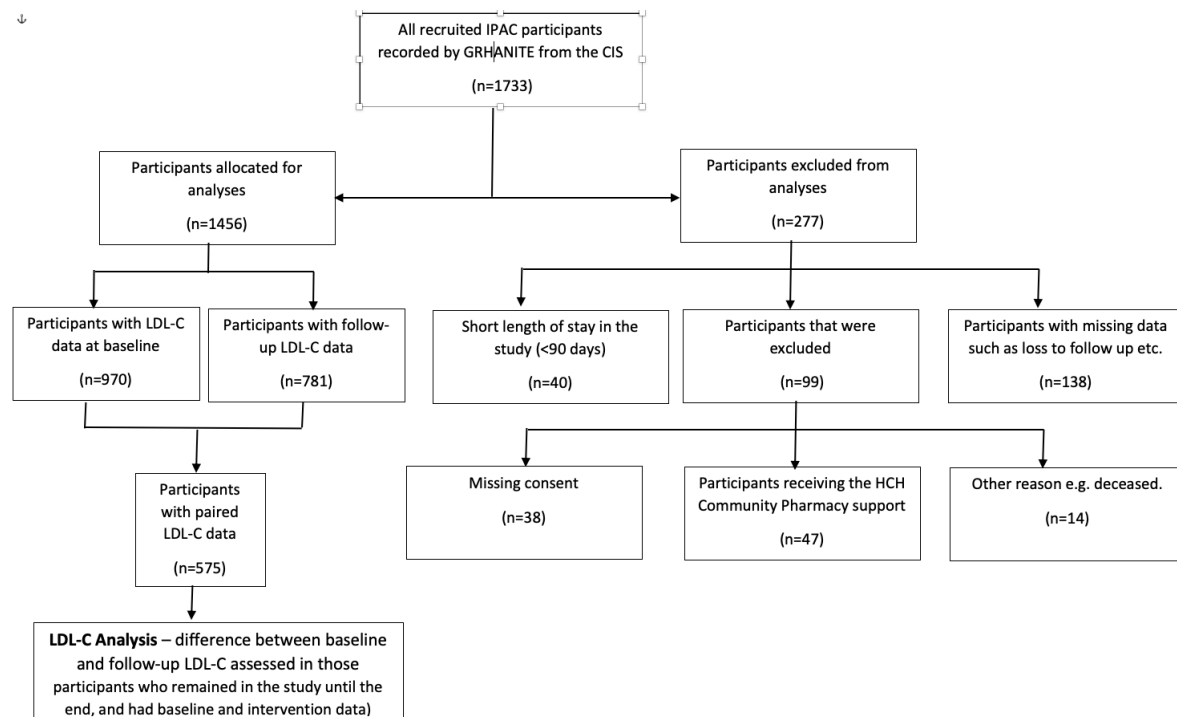 All recruited IPAC participants
recorded by GRHANITE from the CIS
(n=1733)
Participants allocated for
analyses
(n=1456)
Participants excluded from
analyses
(n=277)
Participants with LDL-C
data at baseline
(n=970)
Participants with follow-
up LDL-C data
(n=781)
Short length of stay in the
study (<90 days)
(n=40)
Participants that were
excluded
(n=99)
Participants with missing data
such as loss to follow up etc.
(n=138)
Participants
with paired
LDL-C data
(n=575)
Missing consent
(n=38)
Participants receiving the HCH
Community Pharmacy support
(n=47)
Other reason e.g. deceased.
(n=14)
LDL-C Analysis – difference between baseline
and follow-up LDL-C assessed in those
participants who remained in the study until the
end, and had baseline and intervention data)